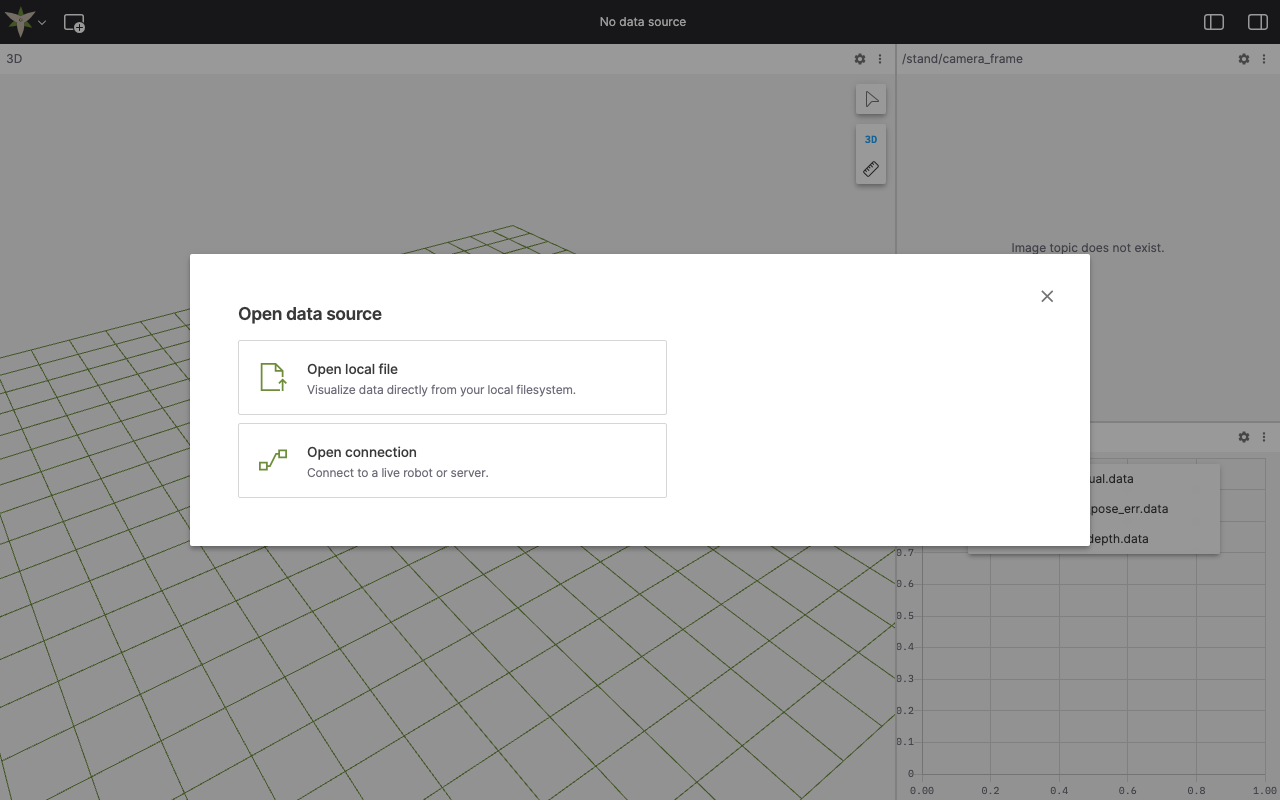 No data source
3D
/stand/camera_frame
3D
Image topic does not exist.
Open data source
Open local file
Visualize data directly from your local filesystem.
Open connection
Connect to a live robot or server.
ual.data
pose_err.data
depth.data
0.7
0.6
0.5
0.4
0.3
0.2
0.1
0
0.00 0.2 0.4 0.6 0.8 1.00